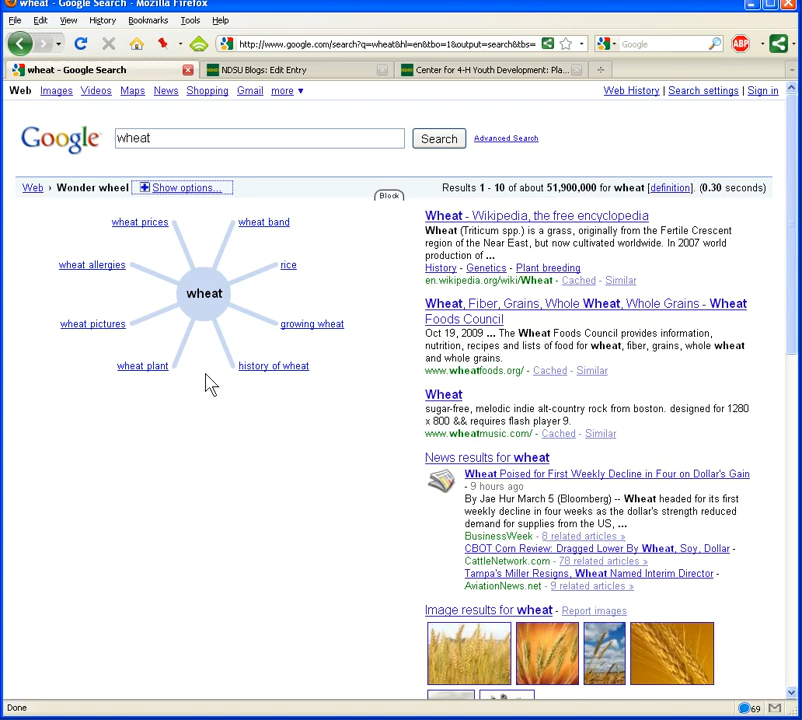 wheat - Google Search - Mozilla Firefox
File Edit View History Bookmarks Tools Help
http://www.google.com/search?q=wheat&hl=en&tbo=1&output=search&tbs= Google ABP
wheat - Google Search NDSU Blogs: Edit Entry Center for 4-H Youth Development: Pla...
Web Images Videos Maps News Shopping Gmail more ▼ Web History | Search settings | Sign in
Google wheat Search Advanced Search
Web › Wonder wheel Show options... Results 1 - 10 of about 51,900,000 for wheat [definition]. (0.30 seconds)
Block
wheat prices wheat band
wheat allergies rice
wheat
wheat pictures growing wheat
wheat plant history of wheat
Wheat - Wikipedia, the free encyclopedia
Wheat (Triticum spp.) is a grass, originally from the Fertile Crescent
region of the Near East, but now cultivated worldwide. In 2007 world
production of ...
History - Genetics - Plant breeding
en.wikipedia.org/wiki/Wheat - Cached - Similar
Wheat, Fiber, Grains, Whole Wheat, Whole Grains - Wheat
Foods Council
Oct 19, 2009 ... The Wheat Foods Council provides information,
nutrition, recipes and lists of food for wheat, fiber, grains, whole wheat
and whole grains.
www.wheatfoods.org/ - Cached - Similar
Wheat
sugar-free, melodic indie alt-country rock from boston. designed for 1280
x 800 && requires flash player 9.
www.wheatmusic.com/ - Cached - Similar
News results for wheat
Wheat Poised for First Weekly Decline in Four on Dollar's Gain
- 9 hours ago
By Jae Hur March 5 (Bloomberg) -- Wheat headed for its first
weekly decline in four weeks as the dollar's strength reduced
demand for supplies from the US, ...
BusinessWeek - 8 related articles »
CBOT Corn Review: Dragged Lower By Wheat, Soy, Dollar -
CattleNetwork.com - 78 related articles »
Tampa's Miller Resigns, Wheat Named Interim Director -
AviationNews.net - 9 related articles »
Image results for wheat - Report images
Done 69